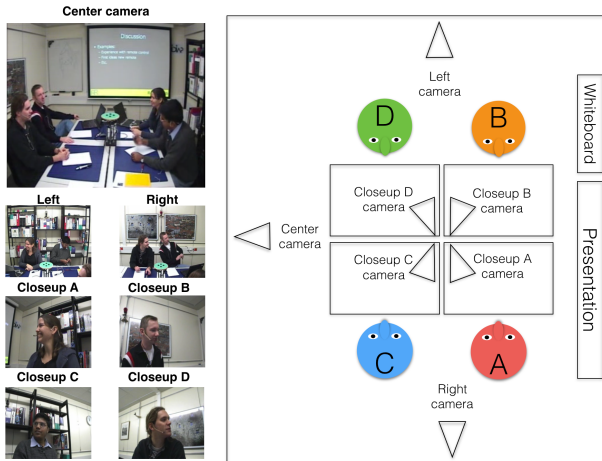 Center camera
Discussion
Examples
Left
Right
Closeup A
Closeup B
Closeup C
Closeup D
Left
camera
D
B
Whiteboard
Closeup D
camera
Closeup B
camera
Center
camera
Closeup C
camera
Closeup A
camera
Presentation
C
A
Right
camera